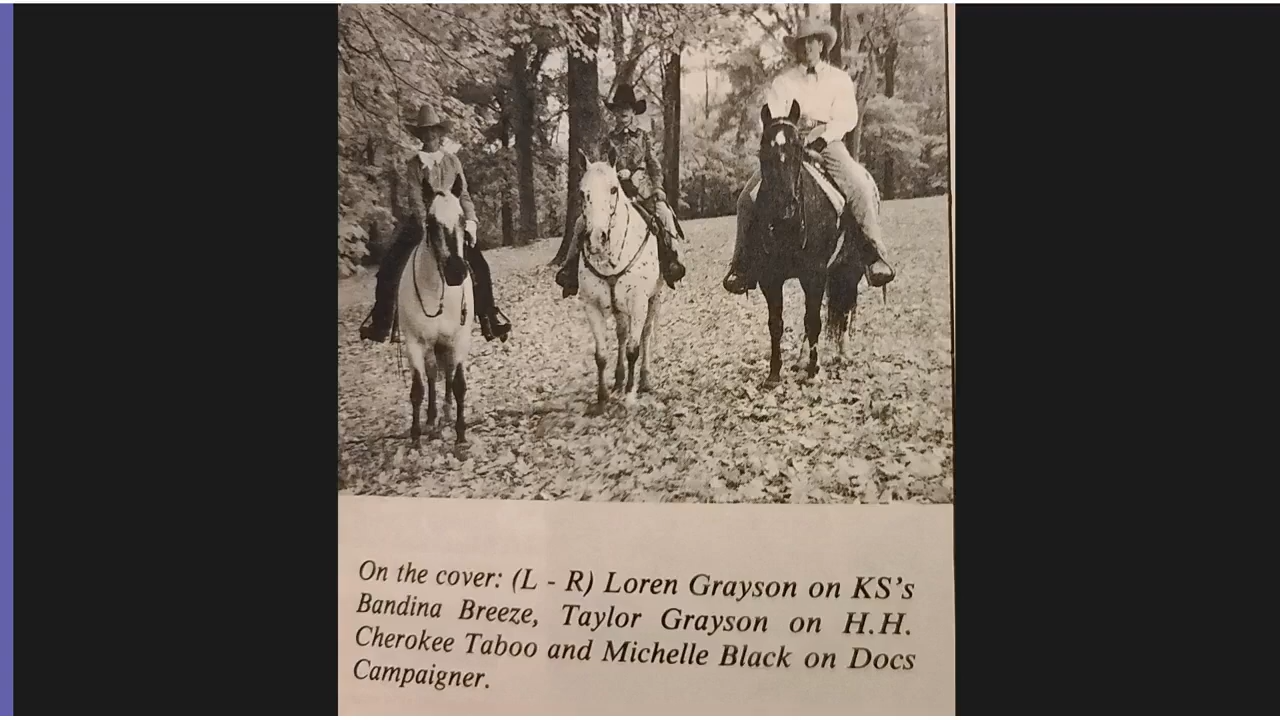 On the cover: (L - R) Loren Grayson on KS's
Bandina Breeze, Taylor Grayson on H.H.
Cherokee Taboo and Michelle Black on Docs
Campaigner.